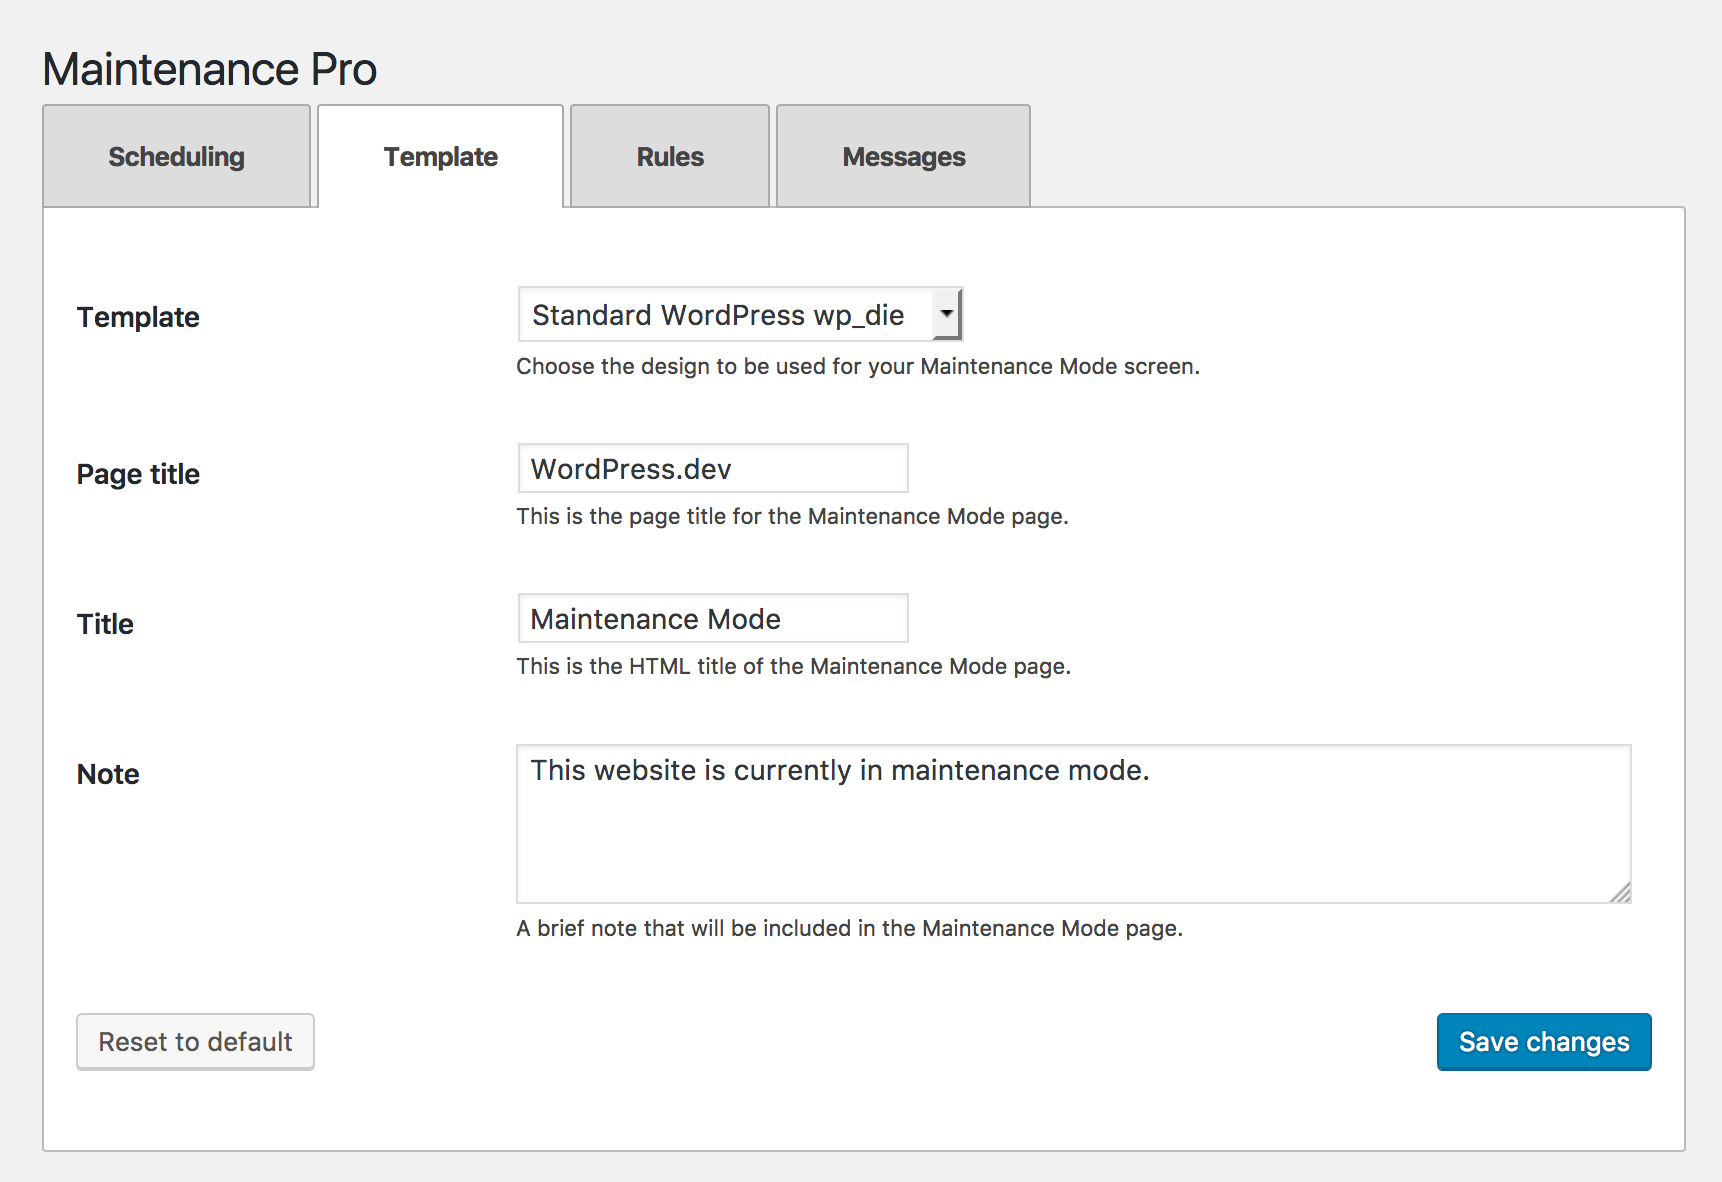 Maintenance Pro
Scheduling Template Rules Messages
Template Standard WordPress wp_die
Choose the design to be used for your Maintenance Mode screen.
Page title WordPress.dev
This is the page title for the Maintenance Mode page.
Title Maintenance Mode
This is the HTML title of the Maintenance Mode page.
Note This website is currently in maintenance mode.
A brief note that will be included in the Maintenance Mode page.
Reset to default Save changes